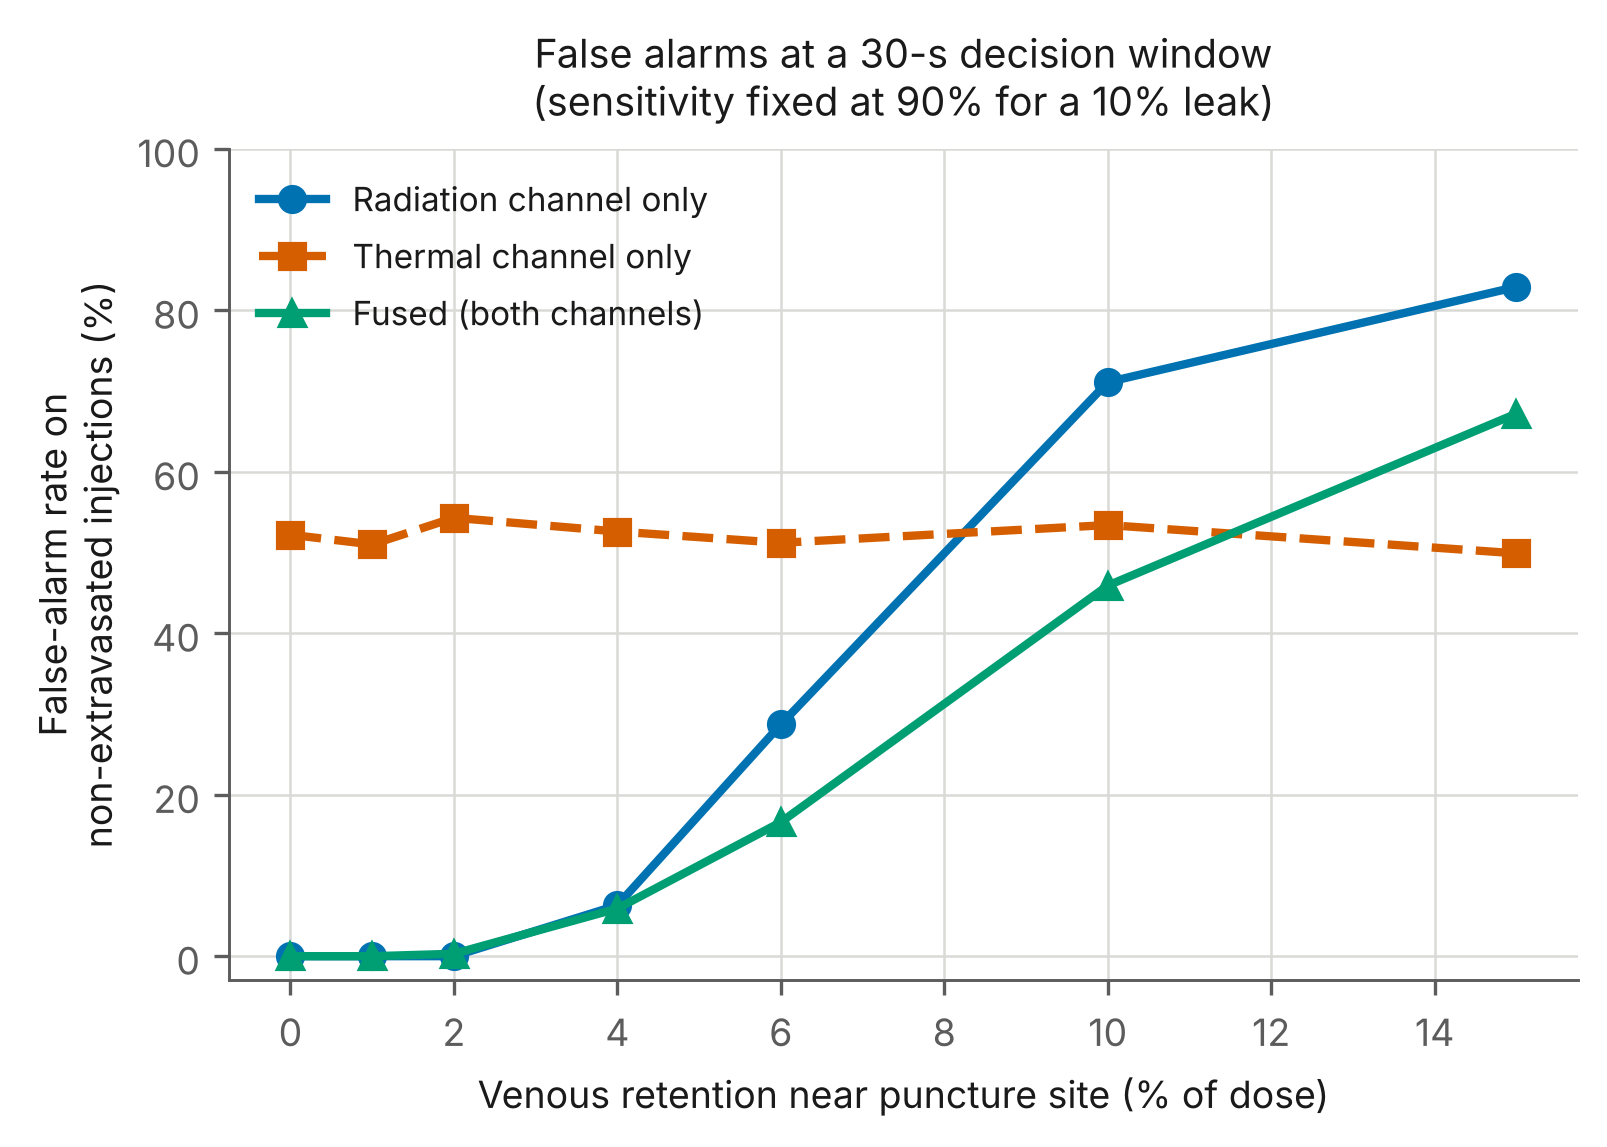 False alarms at a 30-s decision window
(sensitivity fixed at 90% for a 10% leak)
100
80
60
40
20
0
Radiation channel only
Thermal channel only
Fused (both channels)
False-alarm rate on
non-extravasated injections (%)
0 2 4 6 8 10 12 14
Venous retention near puncture site (% of dose)